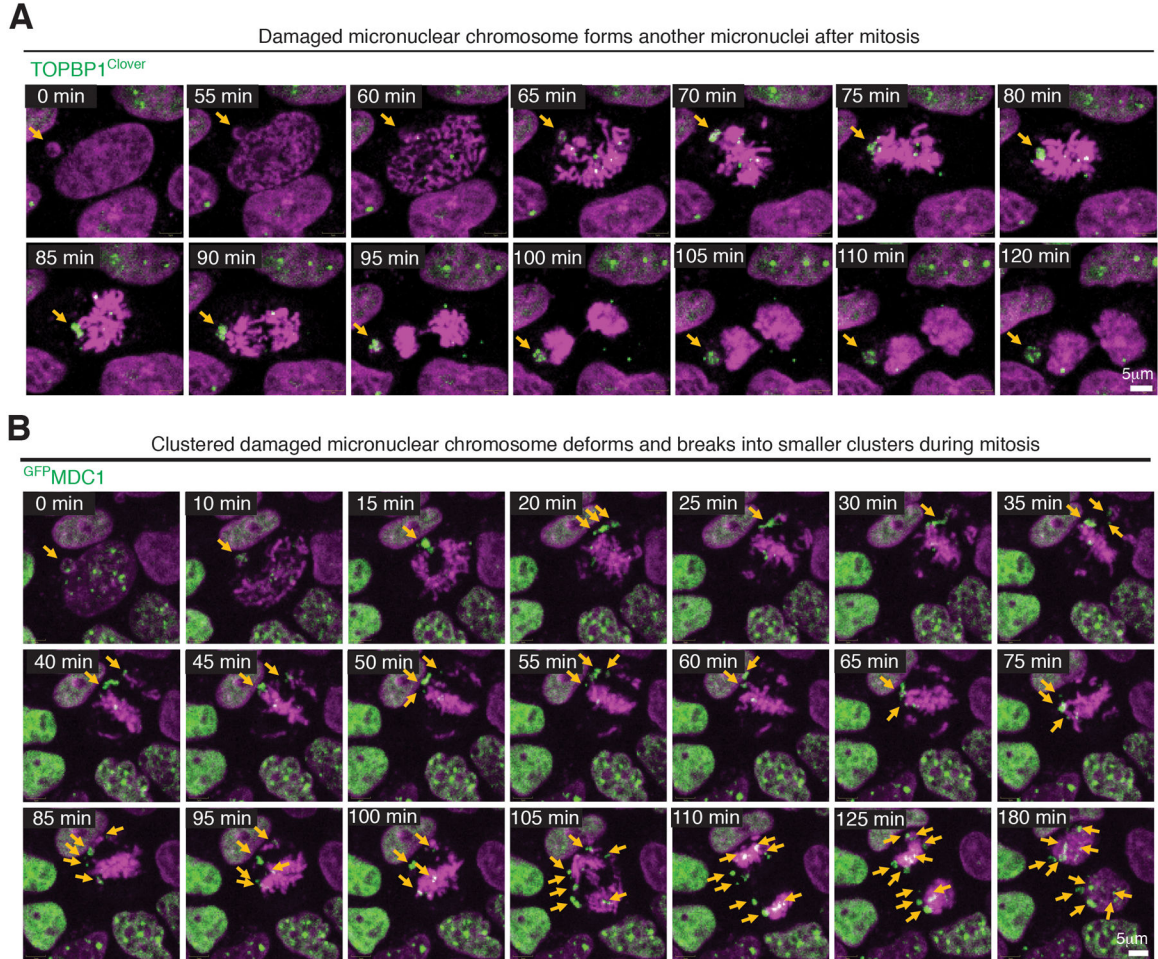 A
Damaged micronuclear chromosome forms another micronuclei after mitosis
TOPBP1Clover
0 min
55 min
60 min
65 min
70 min
75 min
80 min
85 min
90 min
95 min
100 min
105 min
110 min
120 min
5μm
B
Clustered damaged micronuclear chromosome deforms and breaks into smaller clusters during mitosis
GFPMDC1
0 min
10 min
15 min
20 min
25 min
30 min
35 min
40 min
45 min
50 min
55 min
60 min
65 min
75 min
85 min
95 min
100 min
105 min
110 min
125 min
180 min
5μm